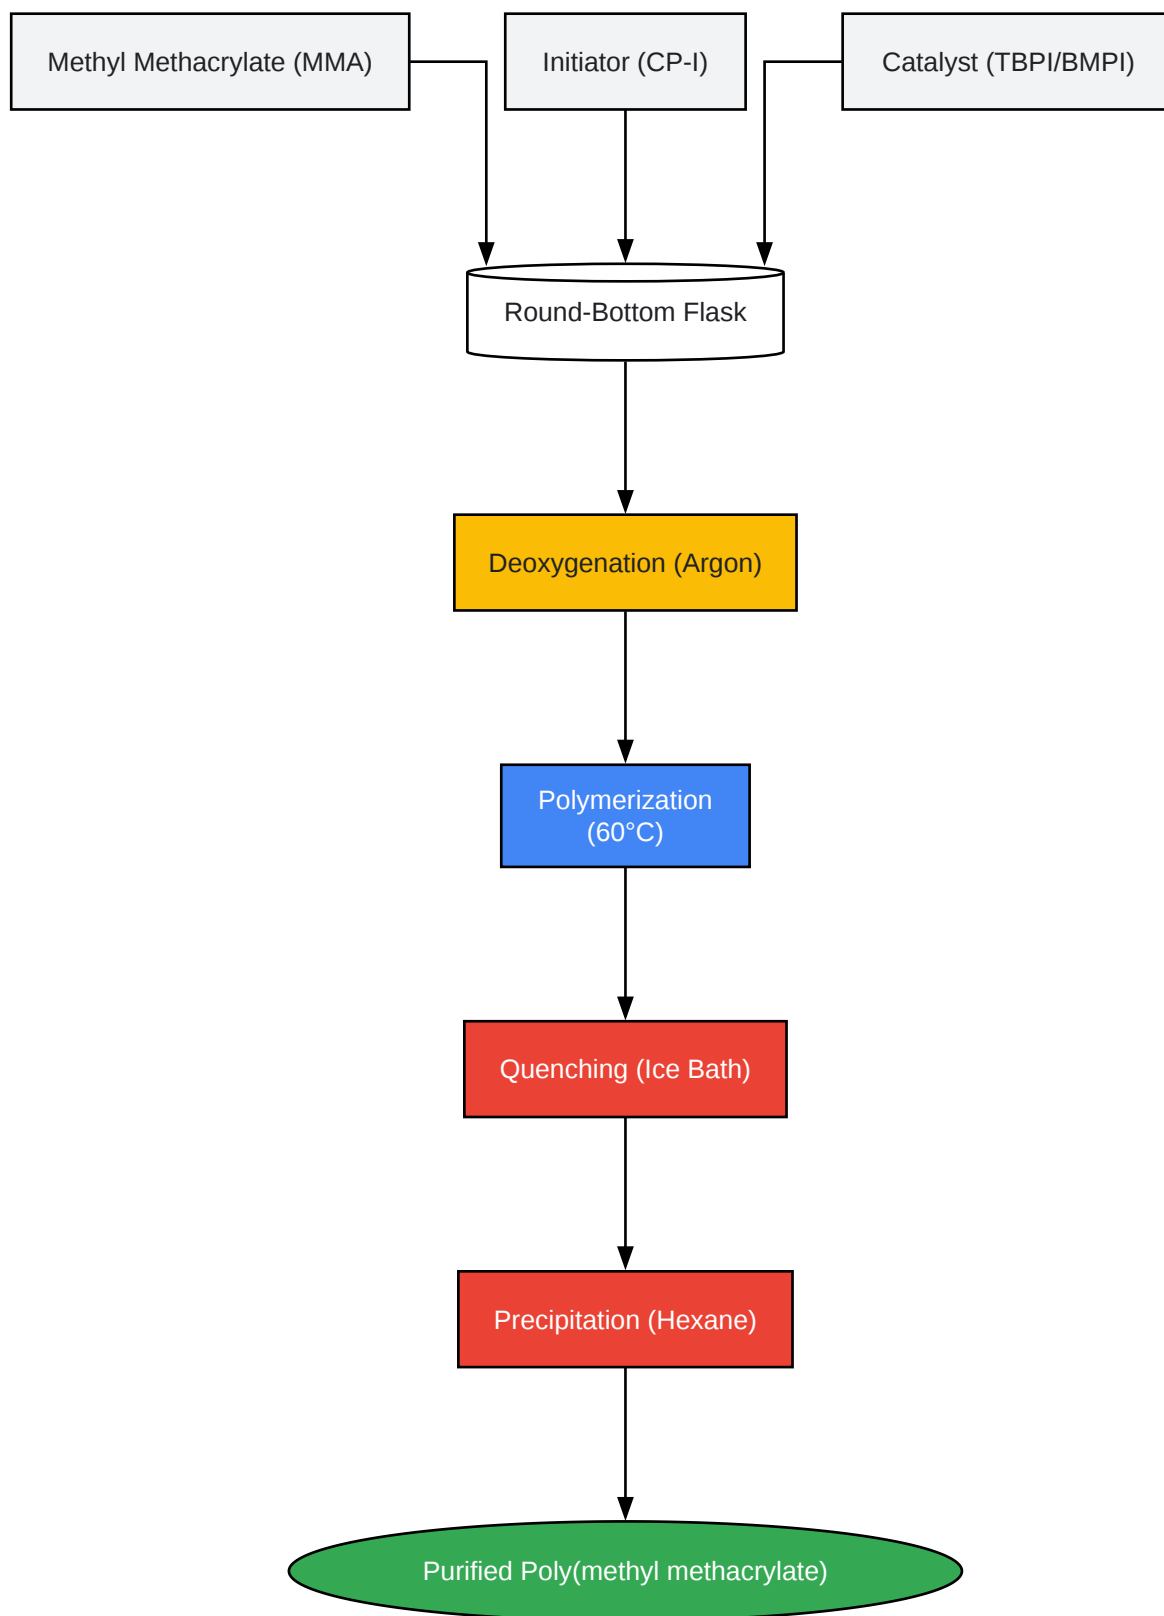 Methyl Methacrylate (MMA)
Initiator (CP-I)
Catalyst (TBPI/BMPI)
Round-Bottom Flask
Deoxygenation (Argon)
Polymerization
(60°C)
Quenching (Ice Bath)
Precipitation (Hexane)
Purified Poly(methyl methacrylate)